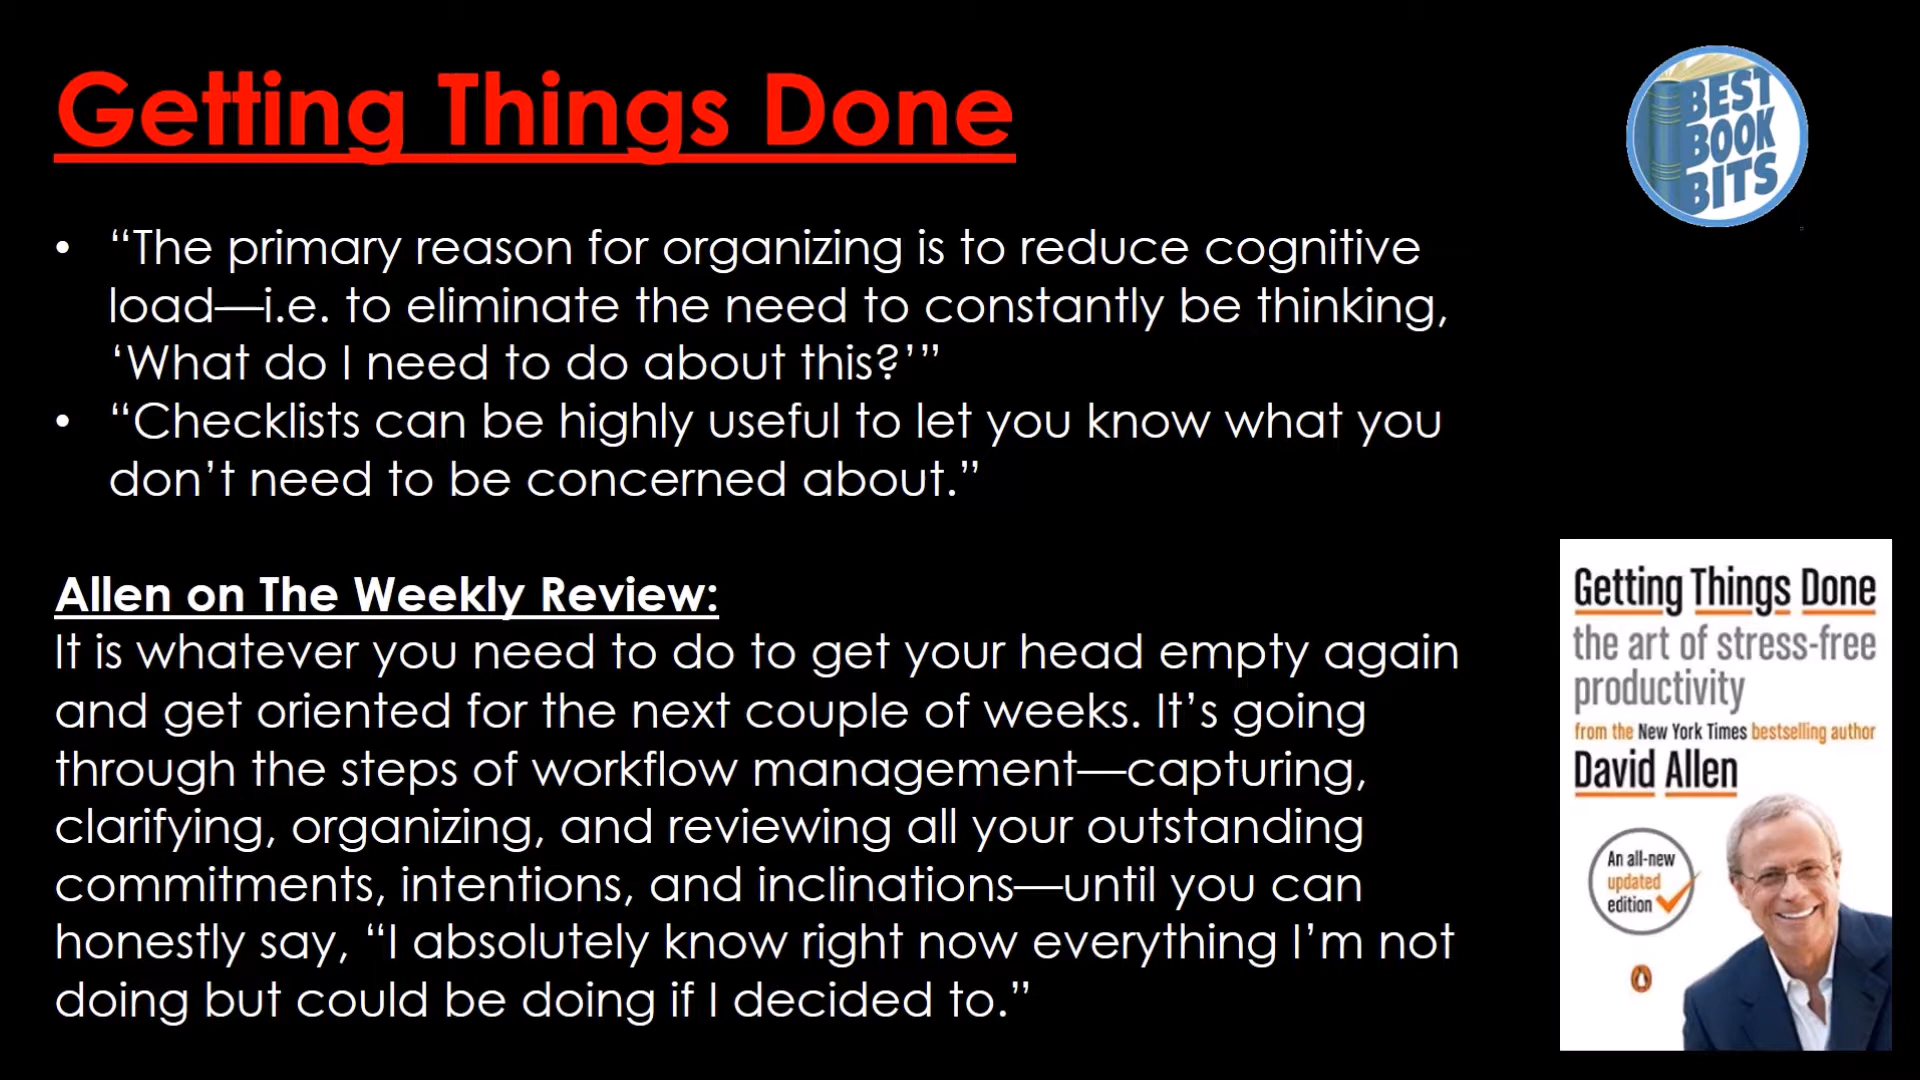 Getting Things Done
BEST
BOOK
BITS
• “The primary reason for organizing is to reduce cognitive
load—i.e. to eliminate the need to constantly be thinking,
‘What do I need to do about this?’”
• “Checklists can be highly useful to let you know what you
don’t need to be concerned about.”
Allen on The Weekly Review:
It is whatever you need to do to get your head empty again
and get oriented for the next couple of weeks. It’s going
through the steps of workflow management—capturing,
clarifying, organizing, and reviewing all your outstanding
commitments, intentions, and inclinations—until you can
honestly say, “I absolutely know right now everything I’m not
doing but could be doing if I decided to.”
Getting Things Done
the art of stress-free
productivity
from the New York Times bestselling author
David Allen
An all-new
updated
edition